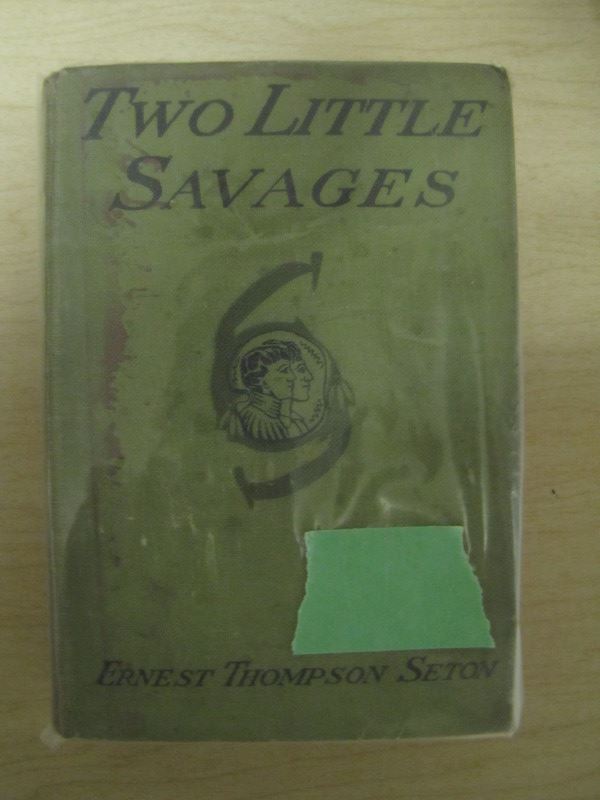 TWO LITTLE
SAVAGES
S
ERNEST THOMPSON SETON